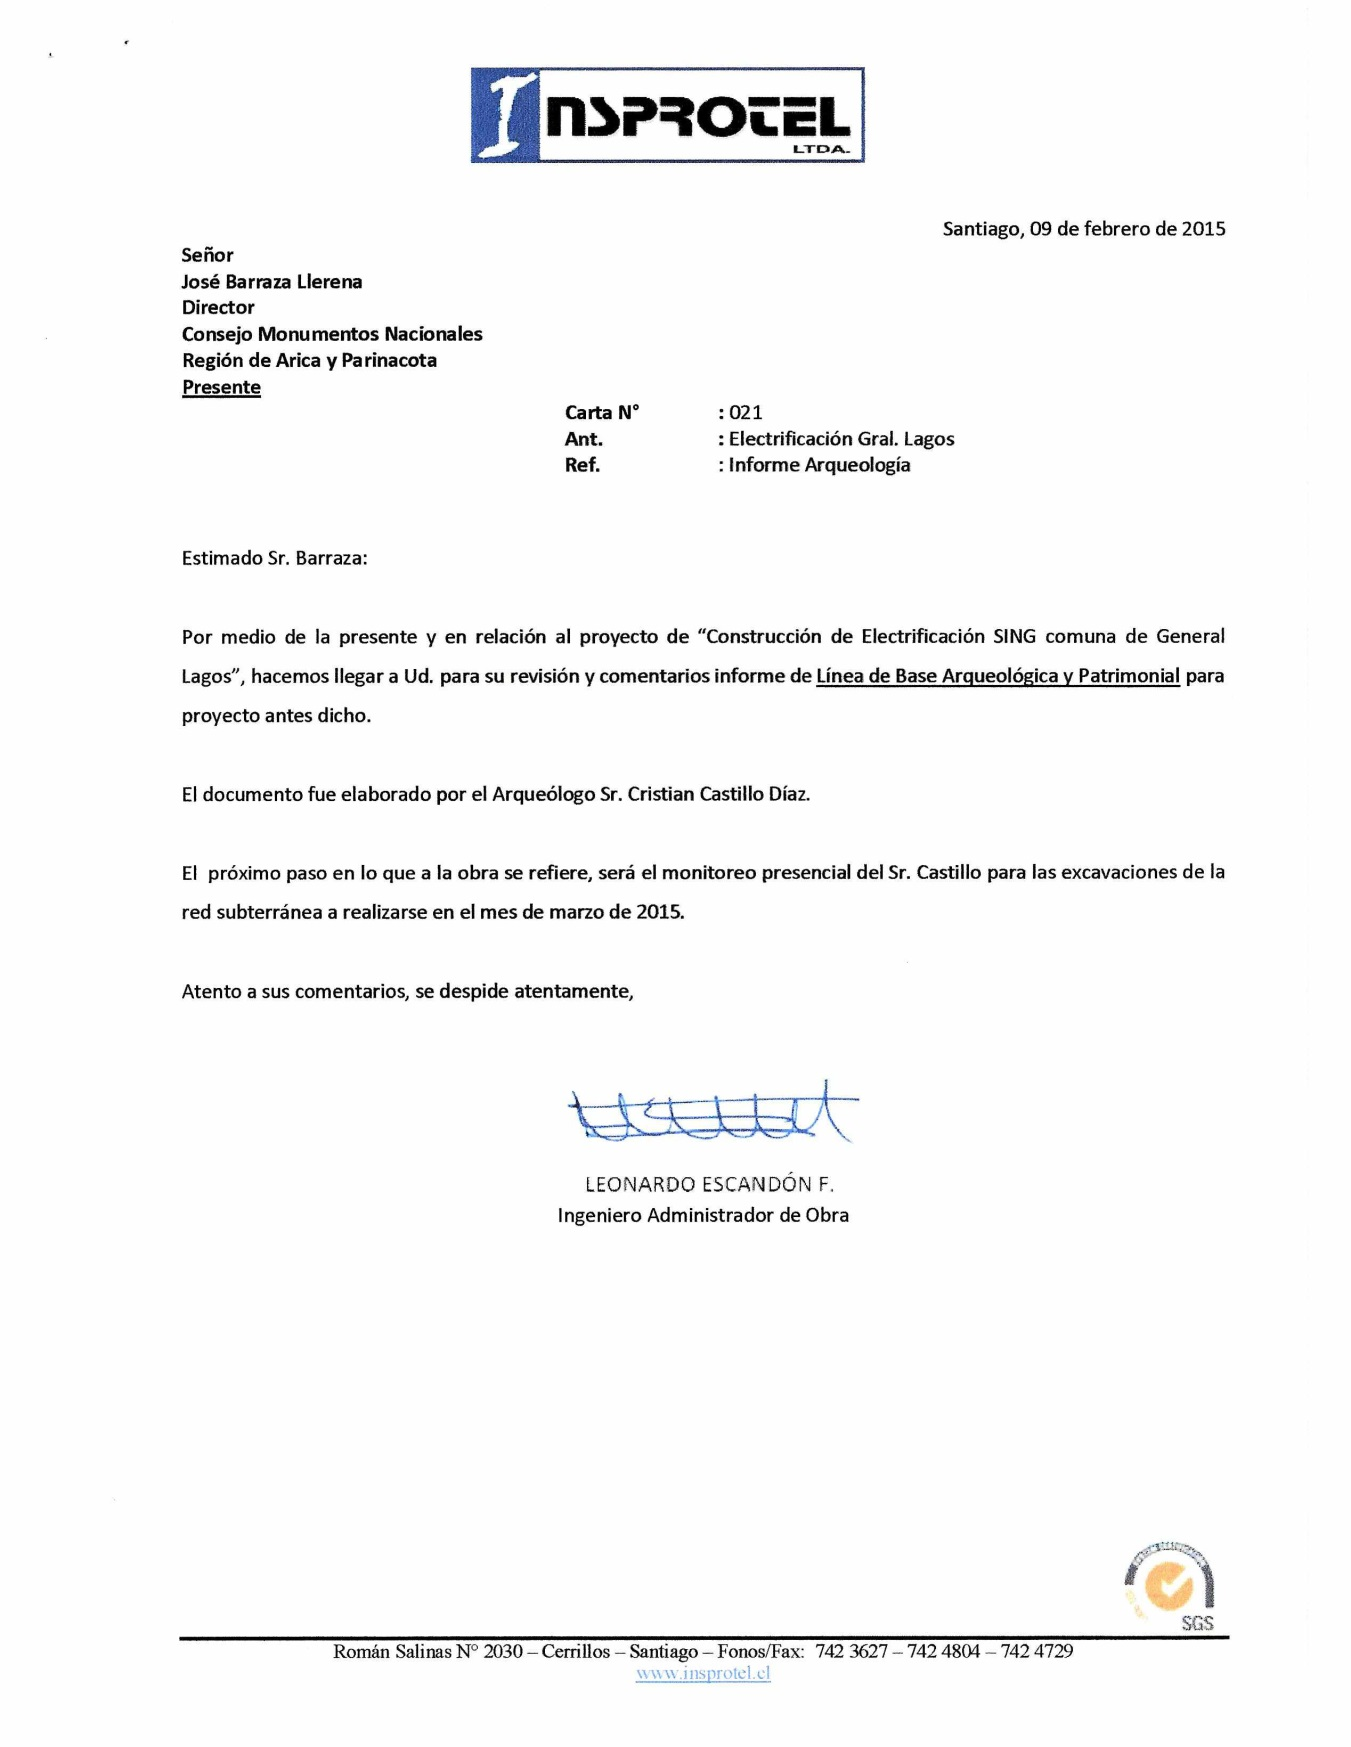 INSPROTEL
LTDA.
Santiago, 09 de febrero de 2015
Señor
José Barraza Llerena
Director
Consejo Monumentos Nacionales
Región de Arica y Parinacota
Presente
Carta N° : 021
Ant. : Electrificación Gral. Lagos
Ref. : Informe Arqueología
Estimado Sr. Barraza:
Por medio de la presente y en relación al proyecto de “Construcción de Electrificación SING comuna de General
Lagos”, hacemos llegar a Ud. para su revisión y comentarios informe de Línea de Base Arqueológica y Patrimonial para
proyecto antes dicho.
El documento fue elaborado por el Arqueólogo Sr. Cristian Castillo Díaz.
El próximo paso en lo que a la obra se refiere, será el monitoreo presencial del Sr. Castillo para las excavaciones de la
red subterránea a realizarse en el mes de marzo de 2015.
Atento a sus comentarios, se despide atentamente,
LEONARDO ESCANDÓN F.
Ingeniero Administrador de Obra
SGS
Román Salinas N° 2030 – Cerrillos – Santiago – Fonos/Fax: 742 3627 – 742 4804 – 742 4729
www.insprotel.cl